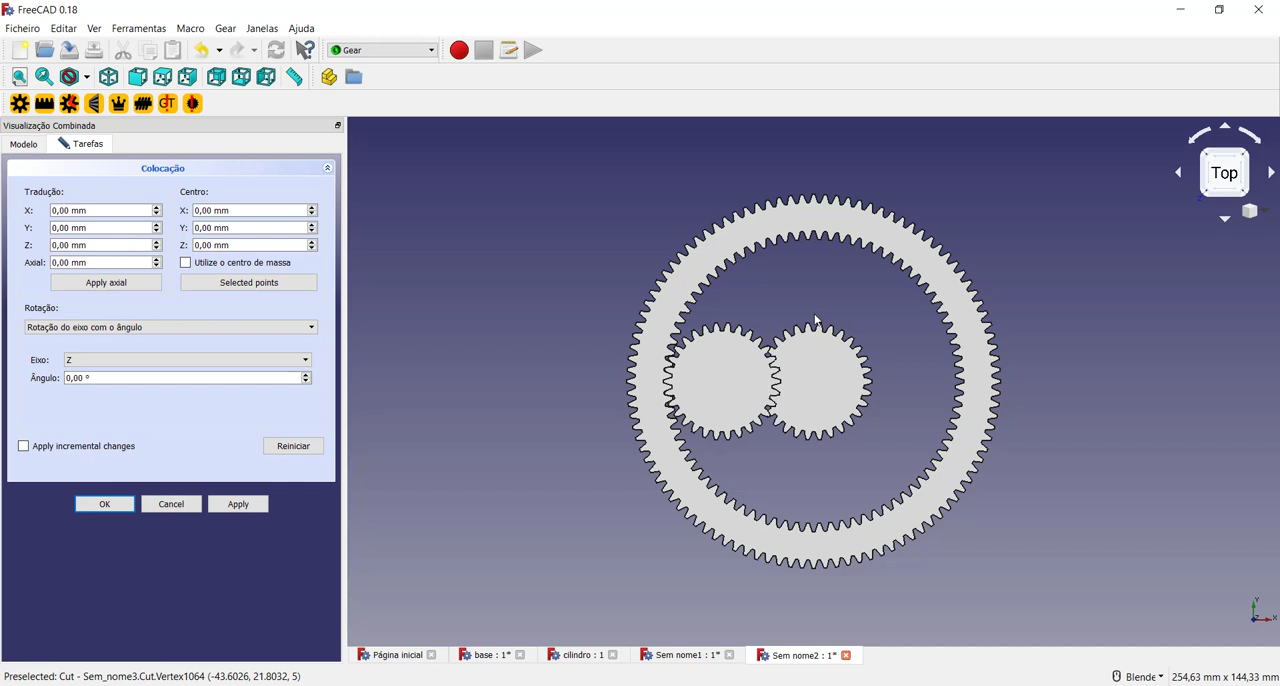 FreeCAD 0.18
Ficheiro Editar Ver Ferramentas Macro Gear Janelas Ajuda
Gear
GT
Visualização Combinada
Modelo Tarefas
Colocação
Tradução: Centro:
X: 0,00 mm X: 0,00 mm
Y: 0,00 mm Y: 0,00 mm
Z: 0,00 mm Z: 0,00 mm
Axial: 0,00 mm Utilize o centro de massa
Apply axial Selected points
Rotação:
Rotação do eixo com o ângulo
Eixo: Z
Ângulo: 0,00 °
Apply incremental changes Reiniciar
OK Cancel Apply
Top
Z
Y
Z X
Página inicial base : 1* cilindro : 1 Sem nome1 : 1* Sem nome2 : 1*
Preselected: Cut - Sem_nome3.Cut.Vertex1064 (-43.6026, 21.8032, 5) Blende 254,63 mm x 144,33 mm